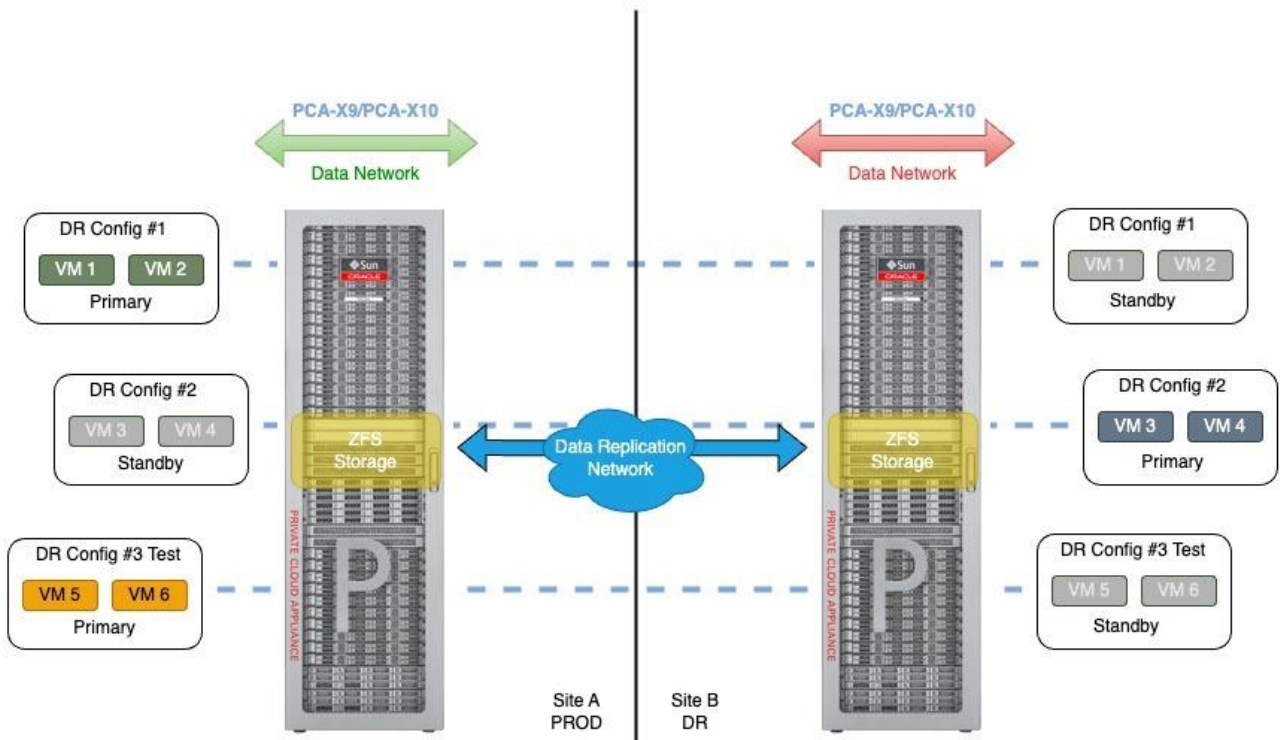 PCA-X9/PCA-X10
Data Network
PCA-X9/PCA-X10
Data Network
DR Config #1
VM 1
VM 2
Primary
DR Config #1
VM 1
VM 2
Standby
Sun
ORACLE
Sun
ORACLE
DR Config #2
VM 3
VM 4
Standby
DR Config #2
VM 3
VM 4
Primary
ZFS
Storage
Data Replication
Network
ZFS
Storage
DR Config #3 Test
VM 5
VM 6
Primary
DR Config #3 Test
VM 5
VM 6
Standby
P
PRIVATE CLOUD APPLIANCE
P
PRIVATE CLOUD APPLIANCE
Site A
PROD
Site B
DR